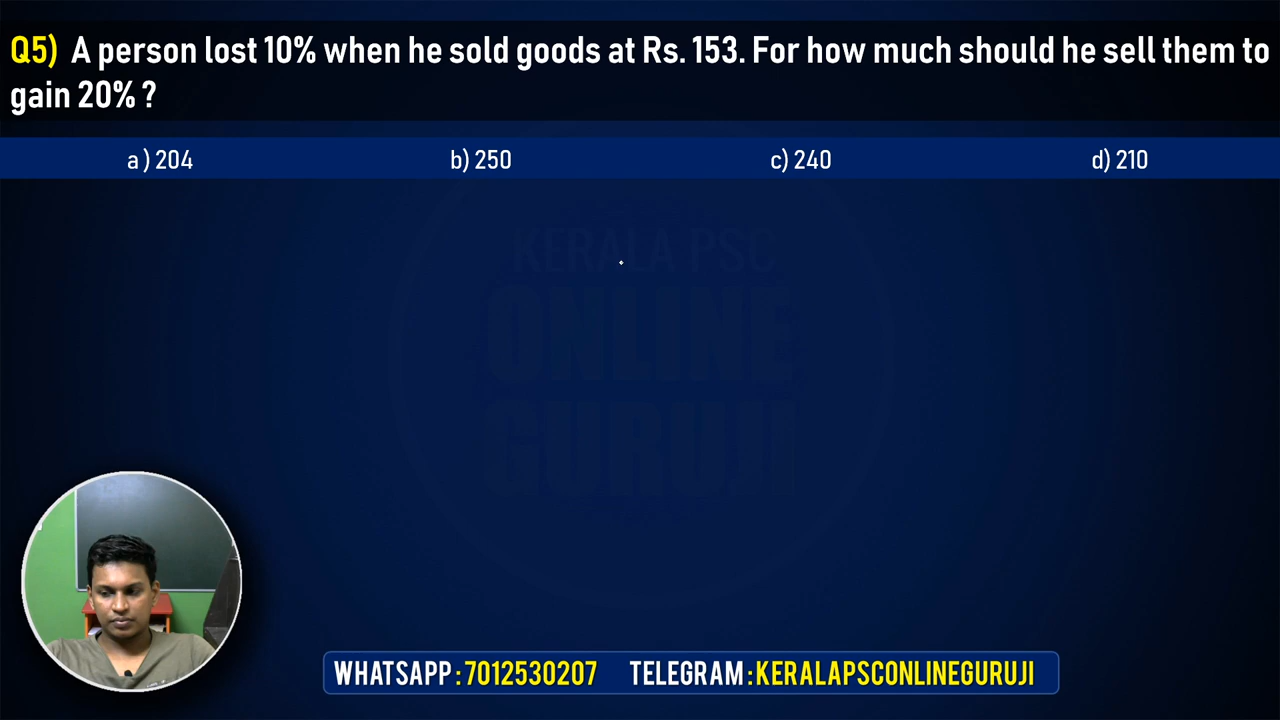 Q5) A person lost 10% when he sold goods at Rs. 153. For how much should he sell them to
gain 20% ?
a ) 204 b) 250 c) 240 d) 210
KERALA PSC
ONLINE
GURUJI
WHATSAPP : 7012530207 TELEGRAM : KERALAPSCONLINEGURUJI